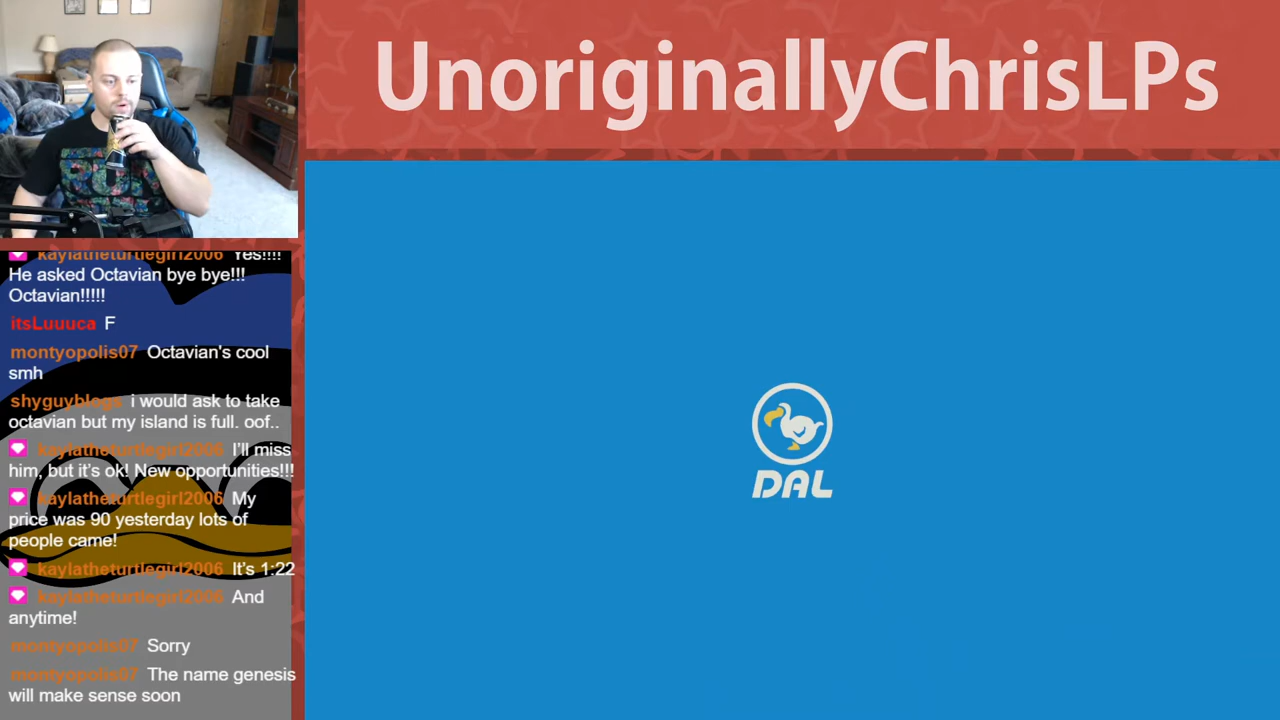 UnoriginallyChrisLPs
kaylatheturtlegirl2006 Yes!!!!
He asked Octavian bye bye!!!
Octavian!!!!!
itsLuuuca F
montyopolis07 Octavian's cool
smh
shyguyblogs i would ask to take
octavian but my island is full. oof..
kaylatheturtlegirl2006 I'll miss
him, but it's ok! New opportunities!!!
kaylatheturtlegirl2006 My
price was 90 yesterday lots of
people came!
kaylatheturtlegirl2006 It's 1:22
kaylatheturtlegirl2006 And
anytime!
montyopolis07 Sorry
montyopolis07 The name genesis
will make sense soon
DAL